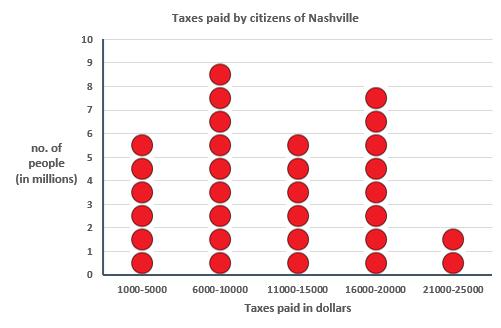 Taxes paid by citizens of Nashville
10
9
8
7
6
5
4
3
2
1
0
no. of
people
(in millions)
1000-5000 6000-10000 11000-15000 16000-20000 21000-25000
Taxes paid in dollars